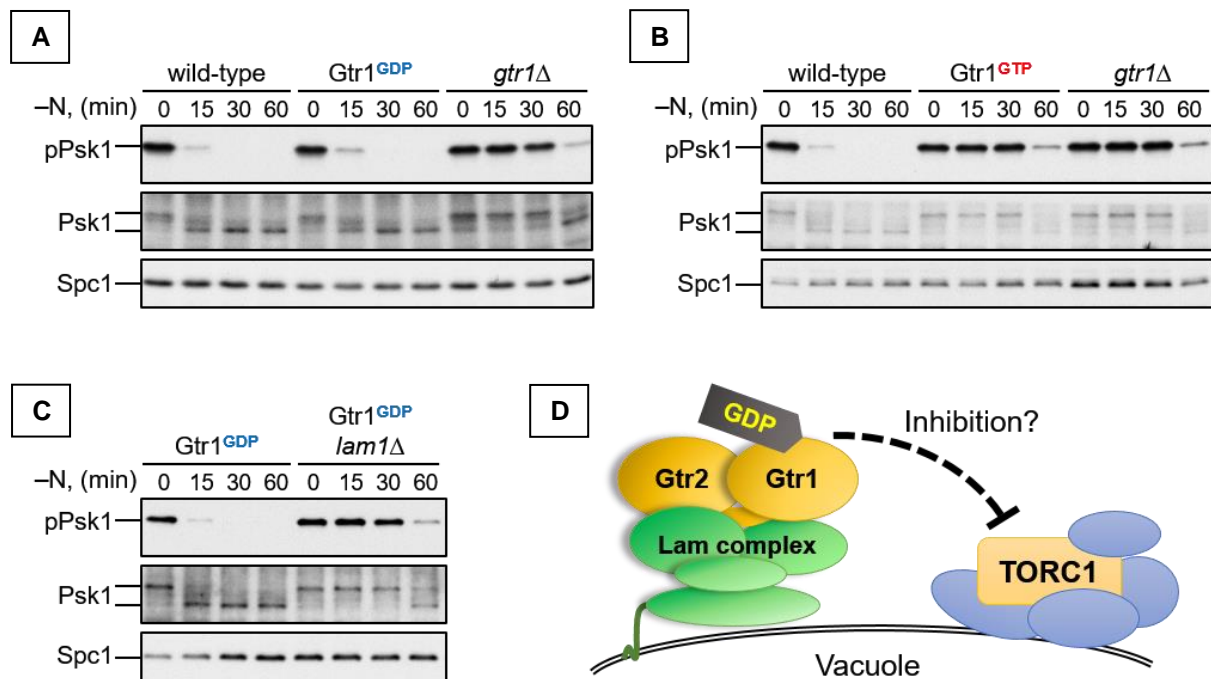 A
wild-type Gtr1GDP gtr1Δ
–N, (min) 0 15 30 60 0 15 30 60 0 15 30 60
pPsk1
Psk1
Spc1
B
wild-type Gtr1GTP gtr1Δ
–N, (min) 0 15 30 60 0 15 30 60 0 15 30 60
pPsk1
Psk1
Spc1
C
Gtr1GDP
Gtr1GDP lam1Δ
–N, (min) 0 15 30 60 0 15 30 60
pPsk1
Psk1
Spc1
D
GDP
Inhibition?
Gtr2 Gtr1
Lam complex
TORC1
Vacuole